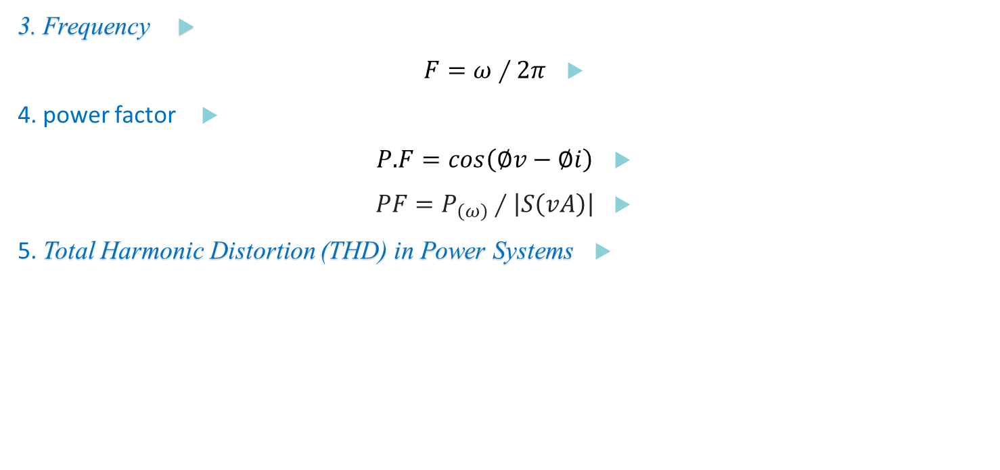 3. Frequency
F = ω / 2π
4. power factor
P.F = cos(∅v − ∅i)
PF = P(ω) / |S(vA)|
5. Total Harmonic Distortion (THD) in Power Systems